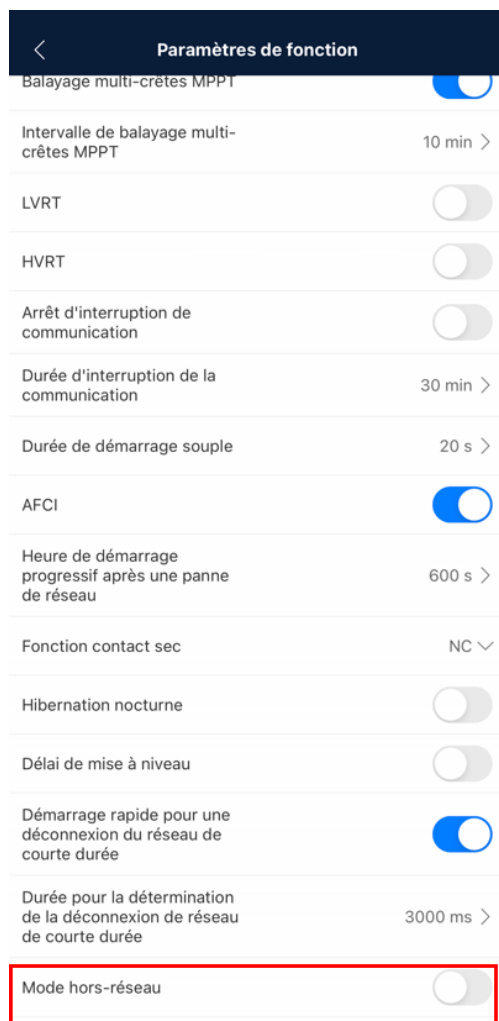 Paramètres de fonction
Balayage multi-crêtes MPPT
Intervalle de balayage multi-
crêtes MPPT
10 min
LVRT
HVRT
Arrêt d'interruption de
communication
Durée d'interruption de la
communication
30 min
Durée de démarrage souple
20 s
AFCI
Heure de démarrage
progressif après une panne
de réseau
600 s
Fonction contact sec
NC
Hibernation nocturne
Délai de mise à niveau
Démarrage rapide pour une
déconnexion du réseau de
courte durée
Durée pour la détermination
de la déconnexion de réseau
de courte durée
3000 ms
Mode hors-réseau